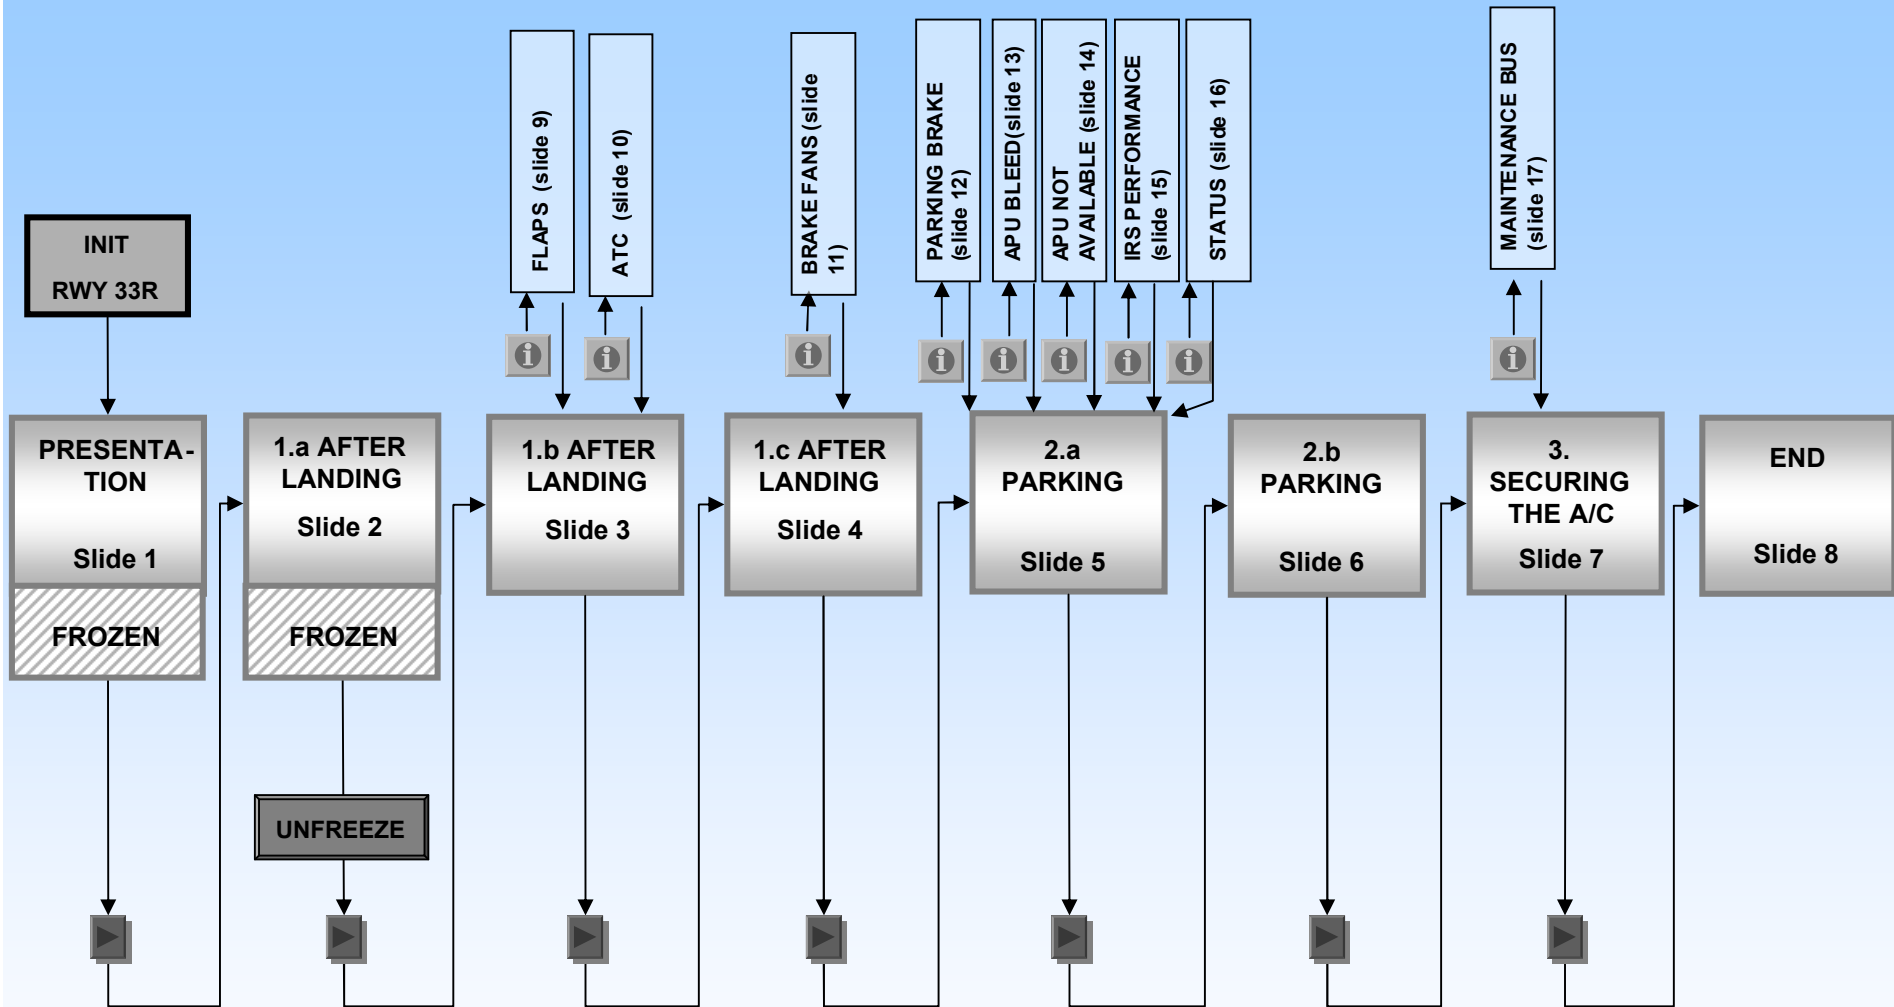 FLAPS (slide 9)
ATC (slide 10)
BRAKE FANS (slide
11)
PARKING BRAKE
(slide 12)
APU BLEED(slide 13)
APU NOT
AVAILABLE (slide 14)
IRS PERFORMANCE
(slide 15)
STATUS (slide 16)
MAINTENANCE BUS
(slide 17)
INIT
RWY 33R
PRESENTA-
TION
Slide 1
FROZEN
1.a AFTER
LANDING
Slide 2
FROZEN
UNFREEZE
1.b AFTER
LANDING
Slide 3
1.c AFTER
LANDING
Slide 4
2.a
PARKING
Slide 5
2.b
PARKING
Slide 6
3.
SECURING
THE A/C
Slide 7
END
Slide 8